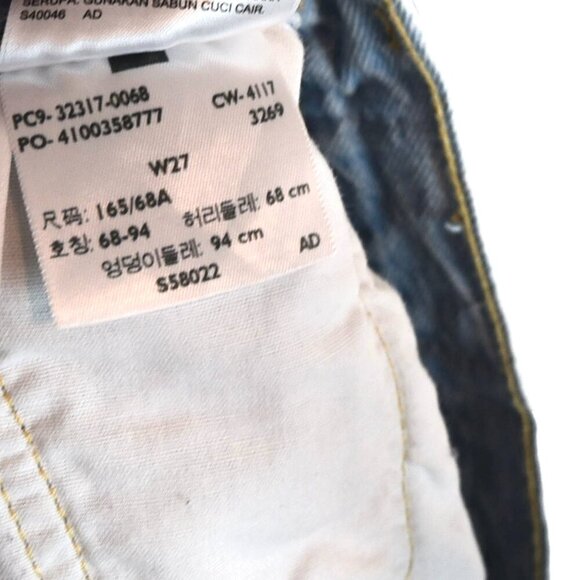 SERUPA. GUNAKAN SABUN CUCI CAIR.
S40046 AD
PC9- 32317-0068 CW- 4117
PO- 4100358777 3269
W27
尺码: 165/68A
호칭: 68-94 허리둘레: 68 cm
엉덩이둘레: 94 cm
S58022 AD